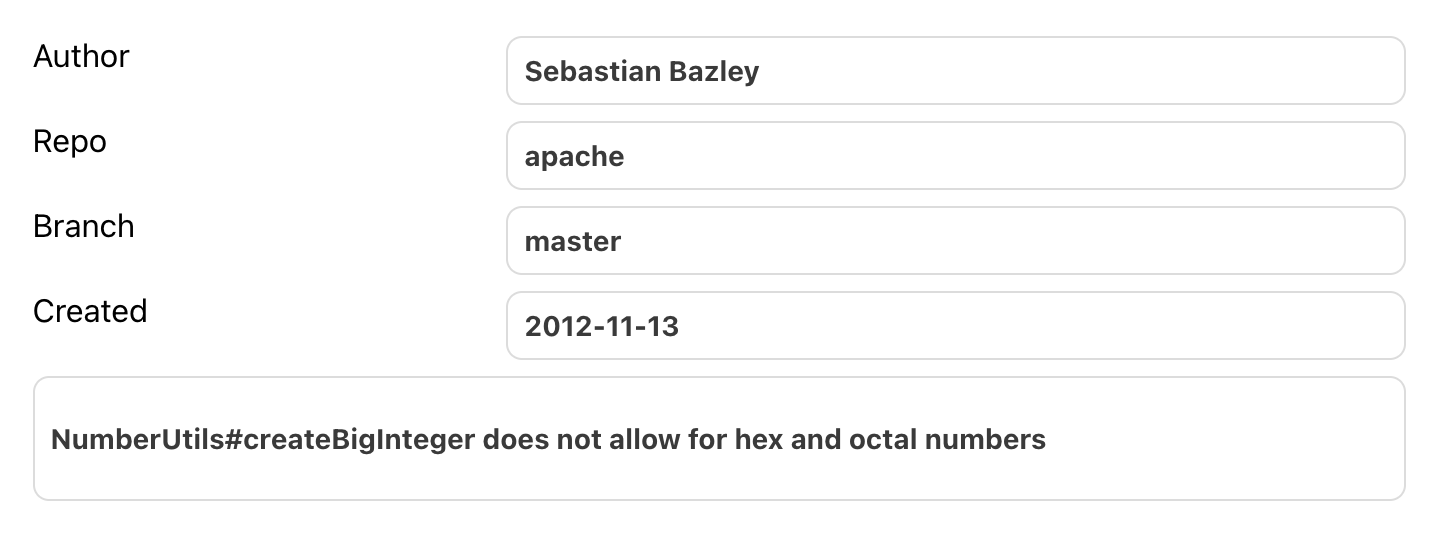 Author
Sebastian Bazley
Repo
apache
Branch
master
Created
2012-11-13
NumberUtils#createBigInteger does not allow for hex and octal numbers